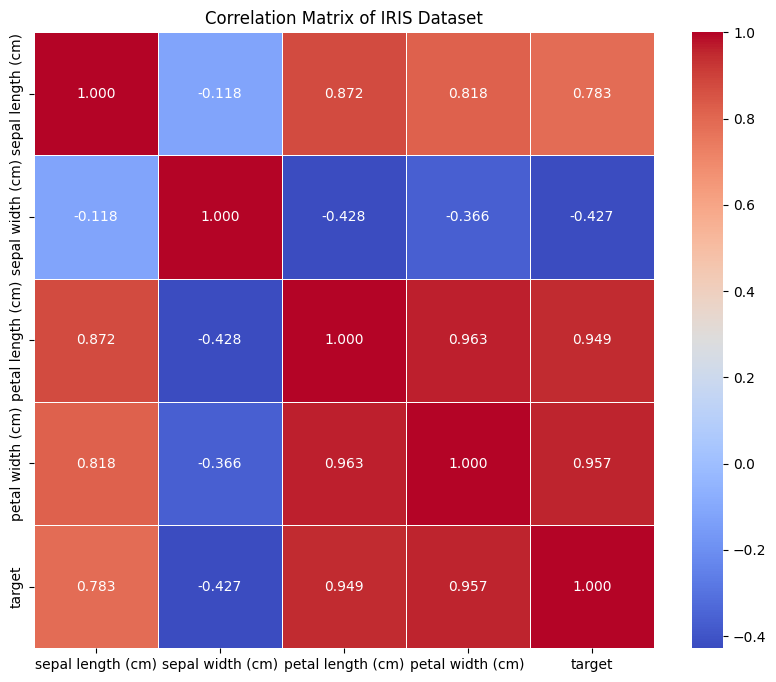 Correlation Matrix of IRIS Dataset
sepal length (cm)
1.000 -0.118 0.872 0.818 0.783
sepal width (cm)
-0.118 1.000 -0.428 -0.366 -0.427
petal length (cm)
0.872 -0.428 1.000 0.963 0.949
petal width (cm)
0.818 -0.366 0.963 1.000 0.957
target
0.783 -0.427 0.949 0.957 1.000
sepal length (cm) sepal width (cm) petal length (cm) petal width (cm) target
1.0
0.8
0.6
0.4
0.2
0.0
−0.2
−0.4